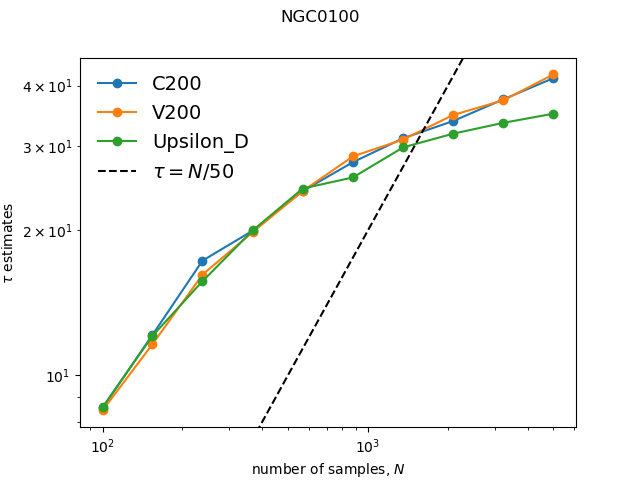 NGC0100
C200
V200
Upsilon_D
τ = N/50
4 × 10¹
3 × 10¹
2 × 10¹
10¹
τ estimates
10² 10³
number of samples, N